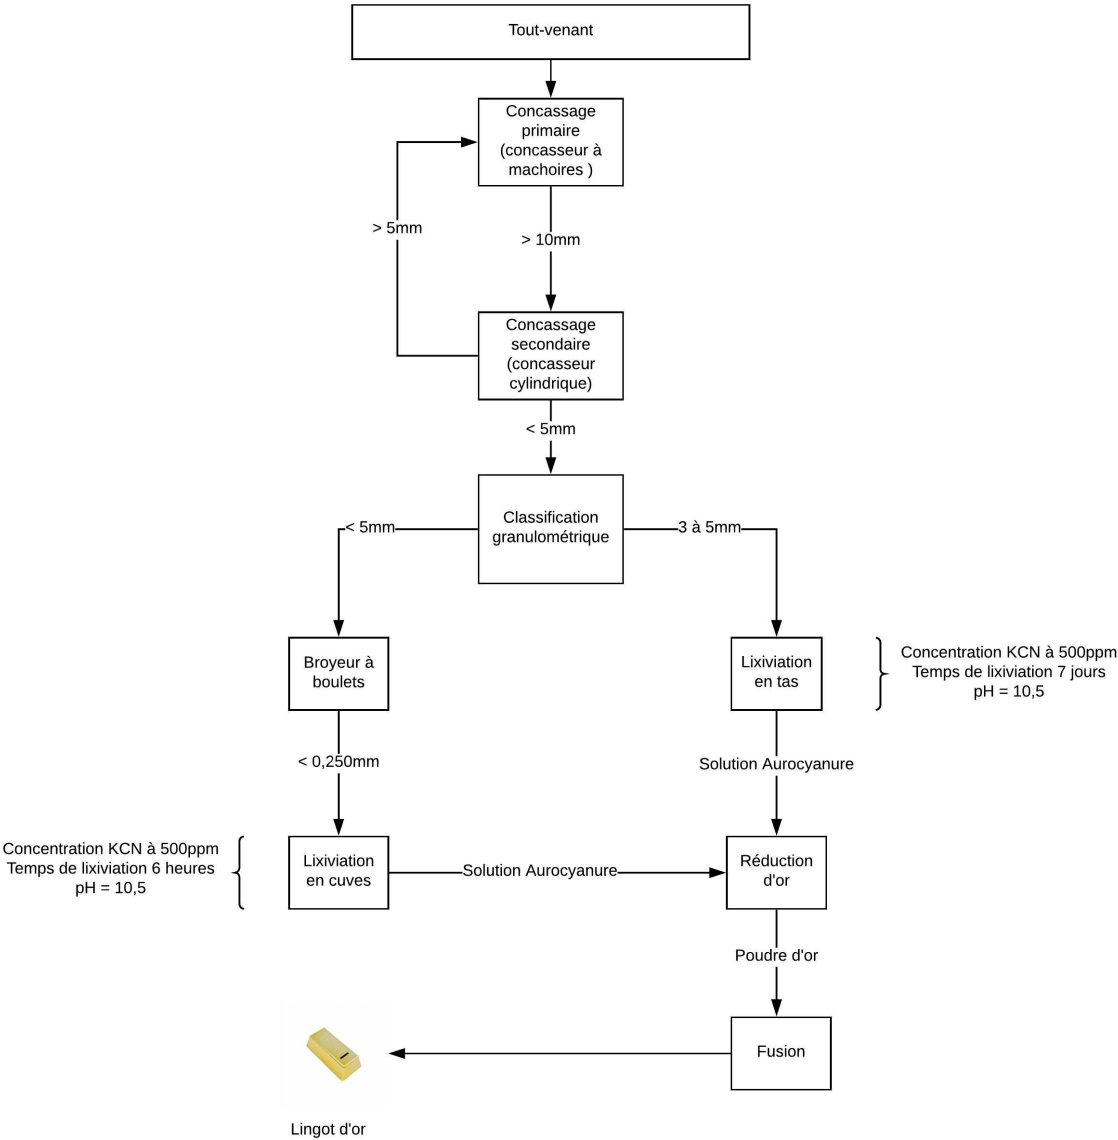 Tout-venant
Concassage
primaire
(concasseur à
machoires )
> 5mm
> 10mm
Concassage
secondaire
(concasseur
cylindrique)
< 5mm
Classification
granulométrique
< 5mm
3 à 5mm
Broyeur à
boulets
Lixiviation
en tas
Concentration KCN à 500ppm
Temps de lixiviation 7 jours
pH = 10,5
< 0,250mm
Solution Aurocyanure
Concentration KCN à 500ppm
Temps de lixiviation 6 heures
pH = 10,5
Lixiviation
en cuves
Solution Aurocyanure
Réduction
d'or
Poudre d'or
Fusion
Lingot d'or